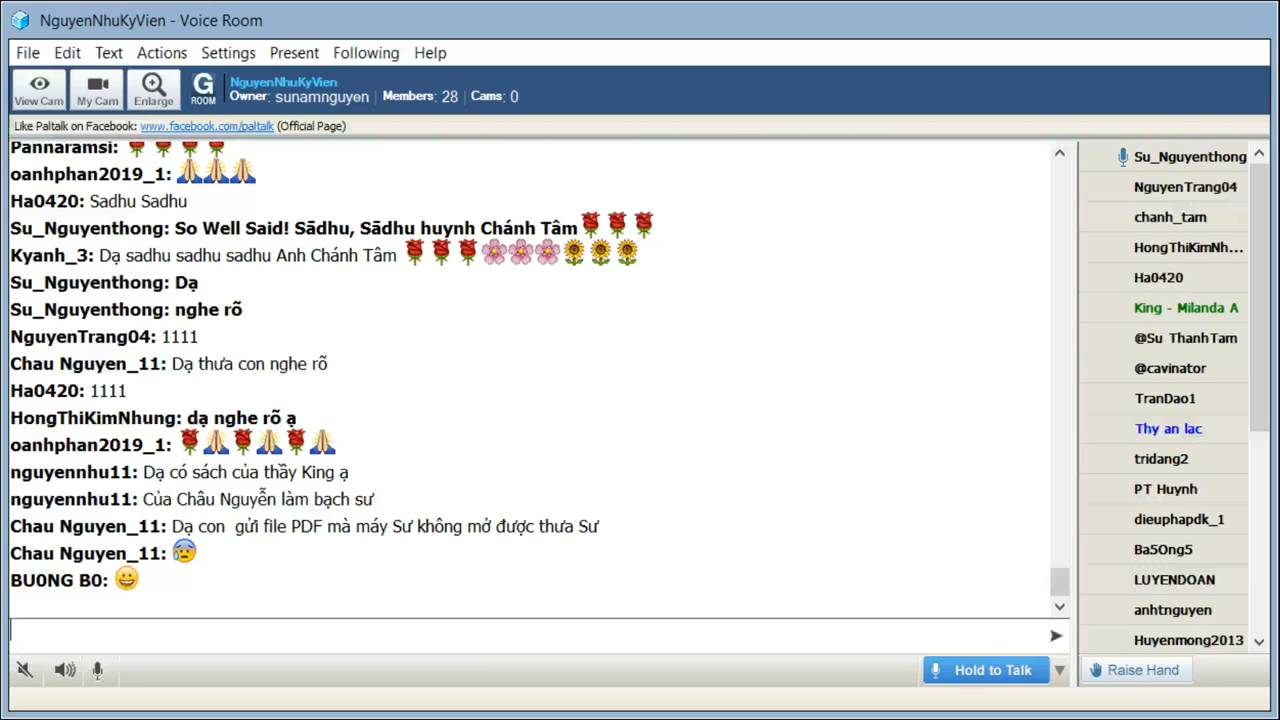 NguyenNhuKyVien - Voice Room
File Edit Text Actions Settings Present Following Help
View Cam My Cam Enlarge G ROOM
NguyenNhuKyVien
Owner: sunamnguyen | Members: 28 | Cams: 0
Like Paltalk on Facebook: www.facebook.com/paltalk (Official Page)
Pannaramsi:
oanhphan2019_1:
Ha0420: Sadhu Sadhu
Su_Nguyenthong: So Well Said! Sādhu, Sādhu huynh Chánh Tâm
Kyanh_3: Dạ sadhu sadhu sadhu Anh Chánh Tâm
Su_Nguyenthong: Dạ
Su_Nguyenthong: nghe rõ
NguyenTrang04: 1111
Chau Nguyen_11: Dạ thưa con nghe rõ
Ha0420: 1111
HongThiKimNhung: dạ nghe rõ ạ
oanhphan2019_1:
nguyennhu11: Dạ có sách của thầy King ạ
nguyennhu11: Của Châu Nguyễn làm bạch sư
Chau Nguyen_11: Dạ con gửi file PDF mà máy Sư không mở được thưa Sư
Chau Nguyen_11:
BU0NG B0:
Su_Nguyenthong
NguyenTrang04
chanh_tam
HongThiKimNh...
Ha0420
King - Milanda A
@Su ThanhTam
@cavinator
TranDao1
Thy an lac
tridang2
PT Huynh
dieuphapdk_1
Ba5Ong5
LUYENDOAN
anhtnguyen
Huyenmong2013
Hold to Talk
Raise Hand